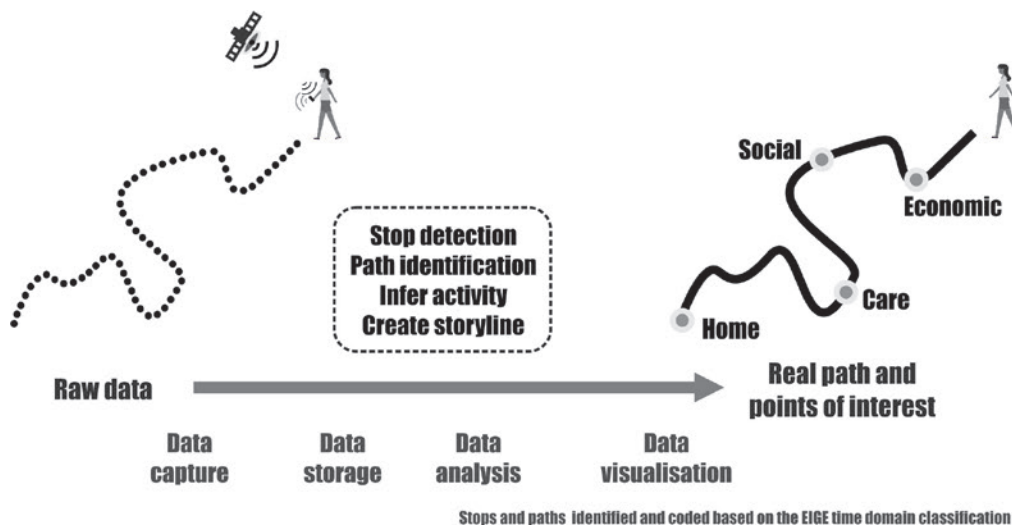 Social
Economic
Stop detection
Path identification
Infer activity
Create storyline
Care
Home
Raw data
Real path and
points of interest
Data
capture
Data
storage
Data
analysis
Data
visualisation
Stops and paths identified and coded based on the EIGE time domain classification